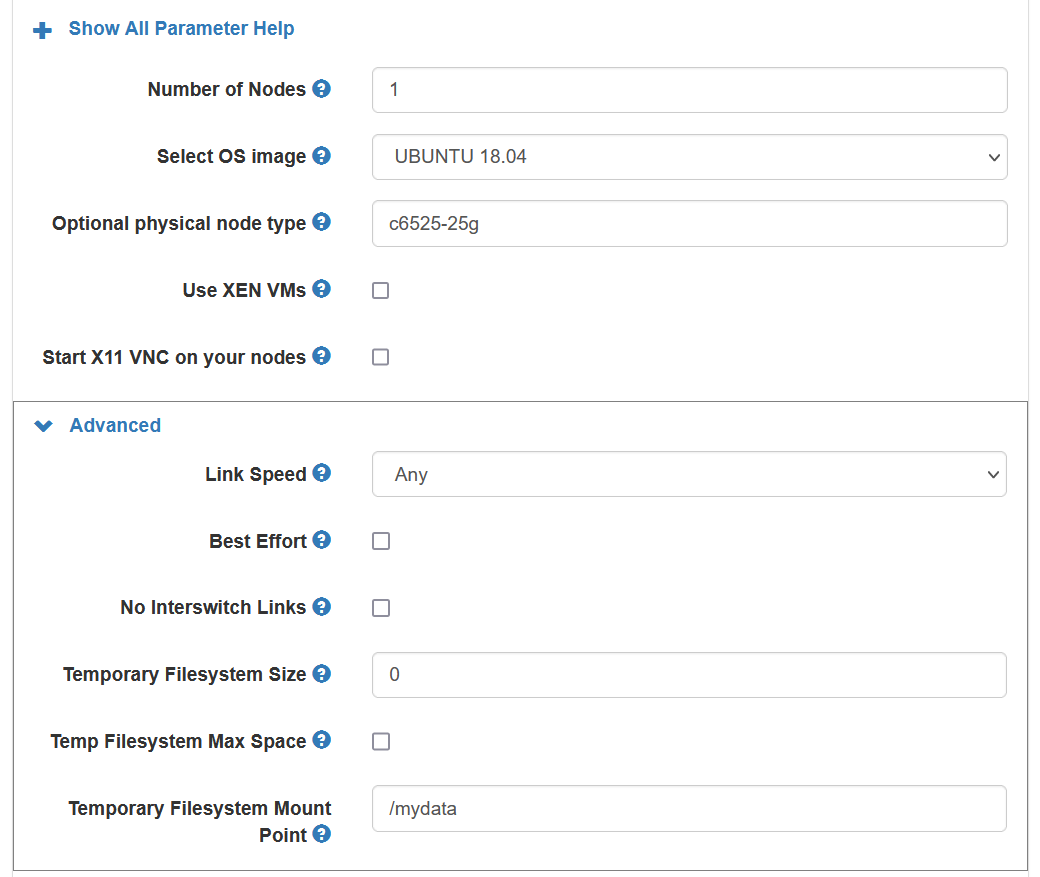 Show All Parameter Help
Number of Nodes ?
1
Select OS image ?
UBUNTU 18.04
Optional physical node type ?
c6525-25g
Use XEN VMs ?
Start X11 VNC on your nodes ?
Advanced
Link Speed ?
Any
Best Effort ?
No Interswitch Links ?
Temporary Filesystem Size ?
0
Temp Filesystem Max Space ?
Temporary Filesystem Mount
Point ?
/mydata